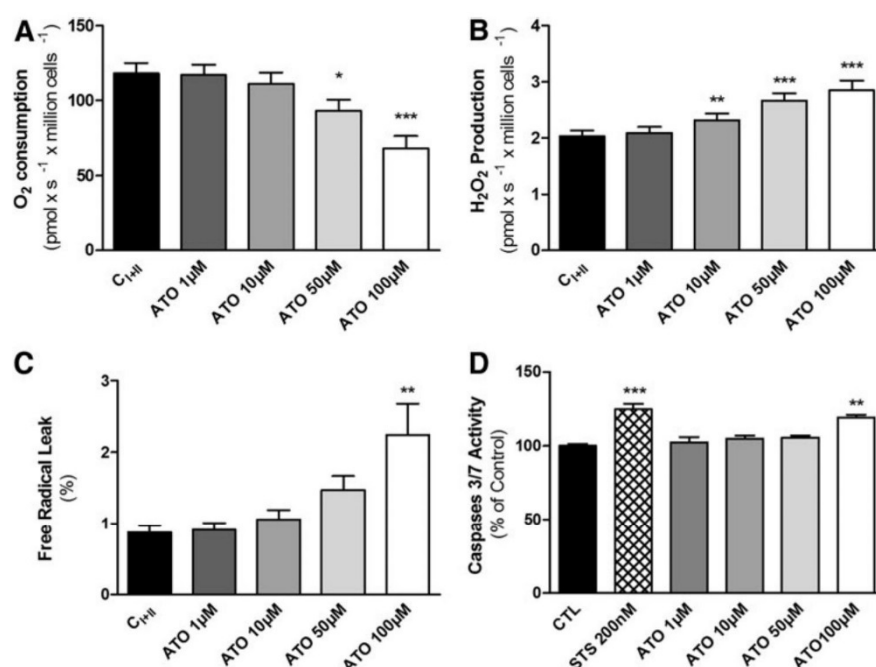 A
O₂ consumption
(pmol x s ⁻¹ x million cells ⁻¹)
150
100
50
0
*
***
C_I+II
ATO 1µM
ATO 10µM
ATO 50µM
ATO 100µM
B
H₂O₂ Production
(pmol x s ⁻¹ x million cells ⁻¹)
4
3
2
1
0
**
***
***
C_I+II
ATO 1µM
ATO 10µM
ATO 50µM
ATO 100µM
C
Free Radical Leak
(%)
3
2
1
0
**
C_I+II
ATO 1µM
ATO 10µM
ATO 50µM
ATO 100µM
D
Caspases 3/7 Activity
(% of Control)
150
100
50
0
***
**
CTL
STS 200nM
ATO 1µM
ATO 10µM
ATO 50µM
ATO100µM